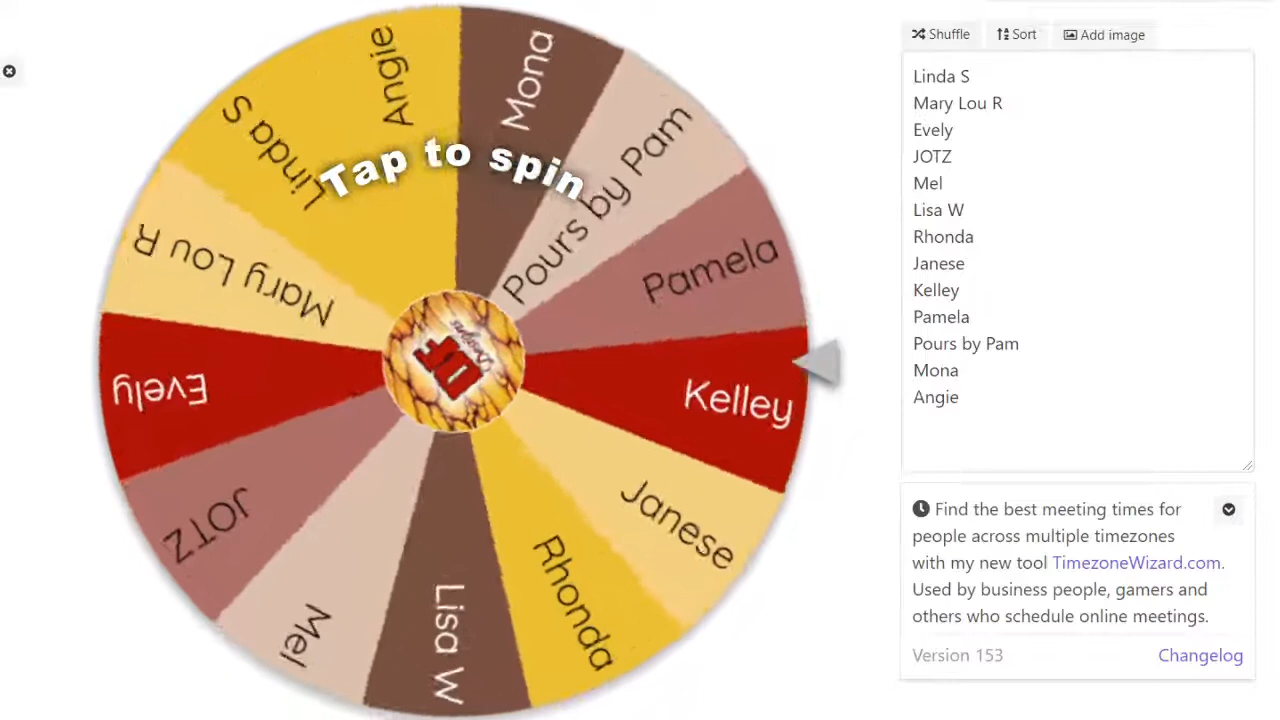 Shuffle
Sort
Add image
Linda S
Mary Lou R
Evely
JOTZ
Mel
Lisa W
Rhonda
Janese
Kelley
Pamela
Pours by Pam
Mona
Angie
Tap to spin
Angie
Mona
Pours by Pam
Pamela
Kelley
Janese
Rhonda
Lisa W
Mel
JOTZ
Evely
Mary Lou R
Linda S
Find the best meeting times for
people across multiple timezones
with my new tool TimezoneWizard.com.
Used by business people, gamers and
others who schedule online meetings.
Version 153
Changelog